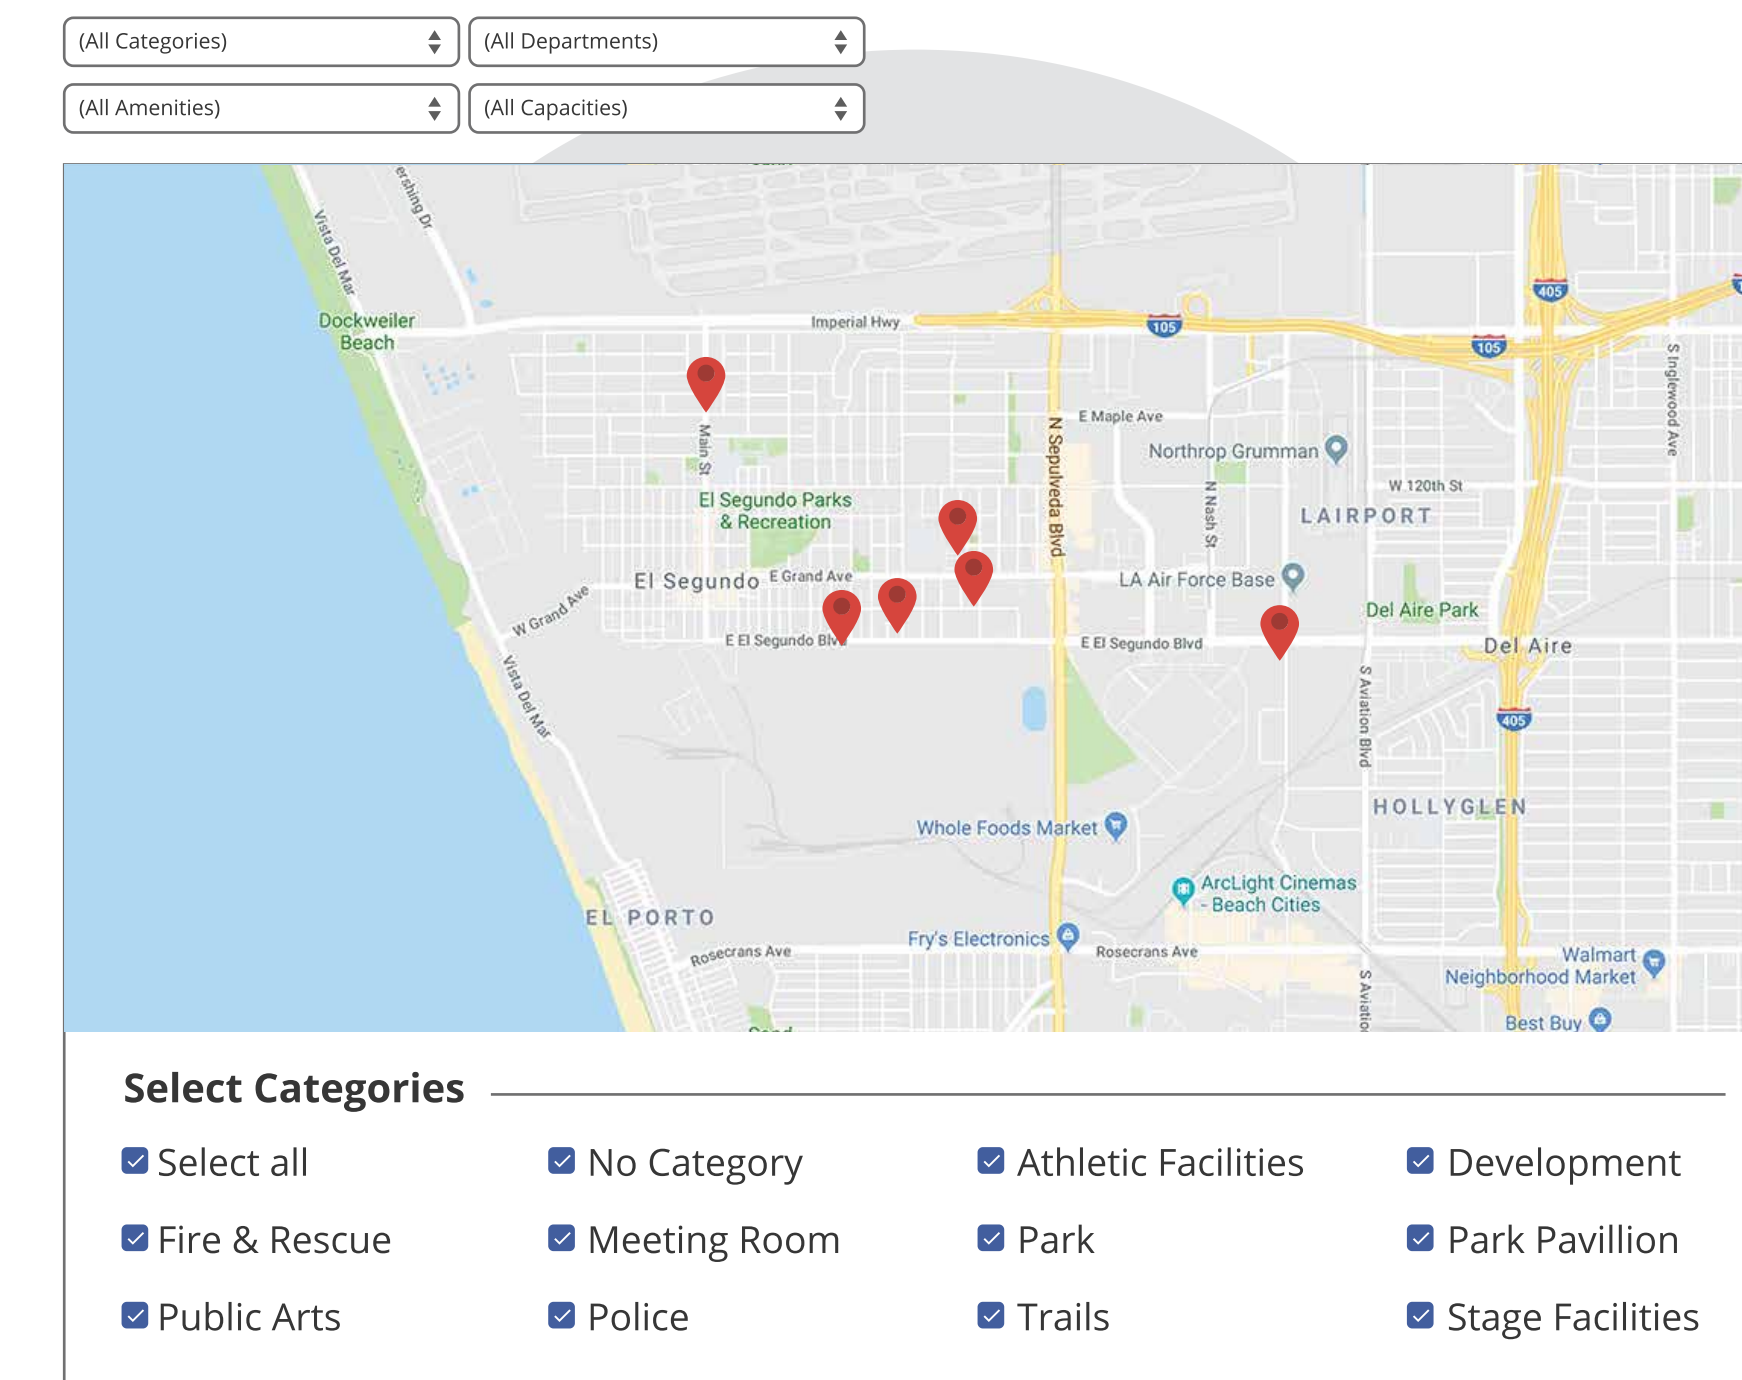 (All Categories)
(All Departments)
(All Amenities)
(All Capacities)
ershing Dr
Vista Del Mar
405
Dockweiler
Beach
Imperial Hwy
105
105
S Inglewood Ave
Main St
N Sepulveda Blvd
E Maple Ave
Northrop Grumman
W 120th St
N Nash St
LAIRPORT
El Segundo Parks
& Recreation
El Segundo
E Grand Ave
LA Air Force Base
W Grand Ave
Del Aire Park
E El Segundo Blvd
E El Segundo Blvd
Del Aire
Vista Del Mar
S Aviation Blvd
405
HOLLYGLEN
Whole Foods Market
ArcLight Cinemas
- Beach Cities
EL PORTO
Fry's Electronics
Rosecrans Ave
Rosecrans Ave
Walmart
Neighborhood Market
S Aviatio
Best Buy
Select Categories
Select all
No Category
Athletic Facilities
Development
Fire & Rescue
Meeting Room
Park
Park Pavillion
Public Arts
Police
Trails
Stage Facilities